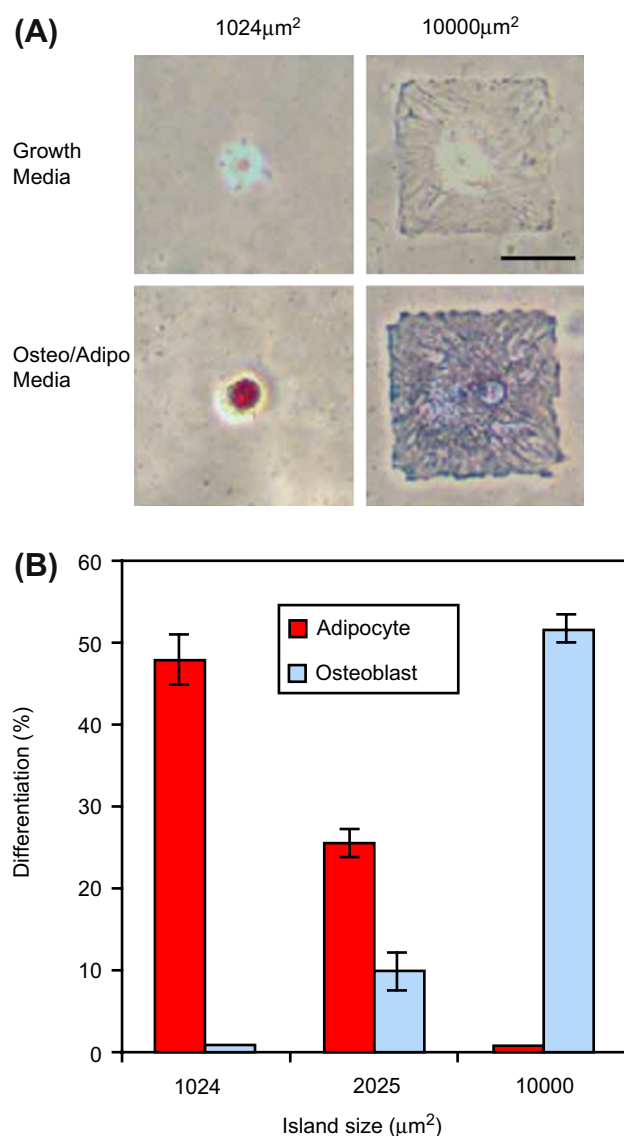 (A)
1024μm²
10000μm²
Growth
Media
Osteo/Adipo
Media
(B)
60
50
40
30
20
10
0
Differentiation (%)
Adipocyte
Osteoblast
1024
2025
10000
Island size (μm²)